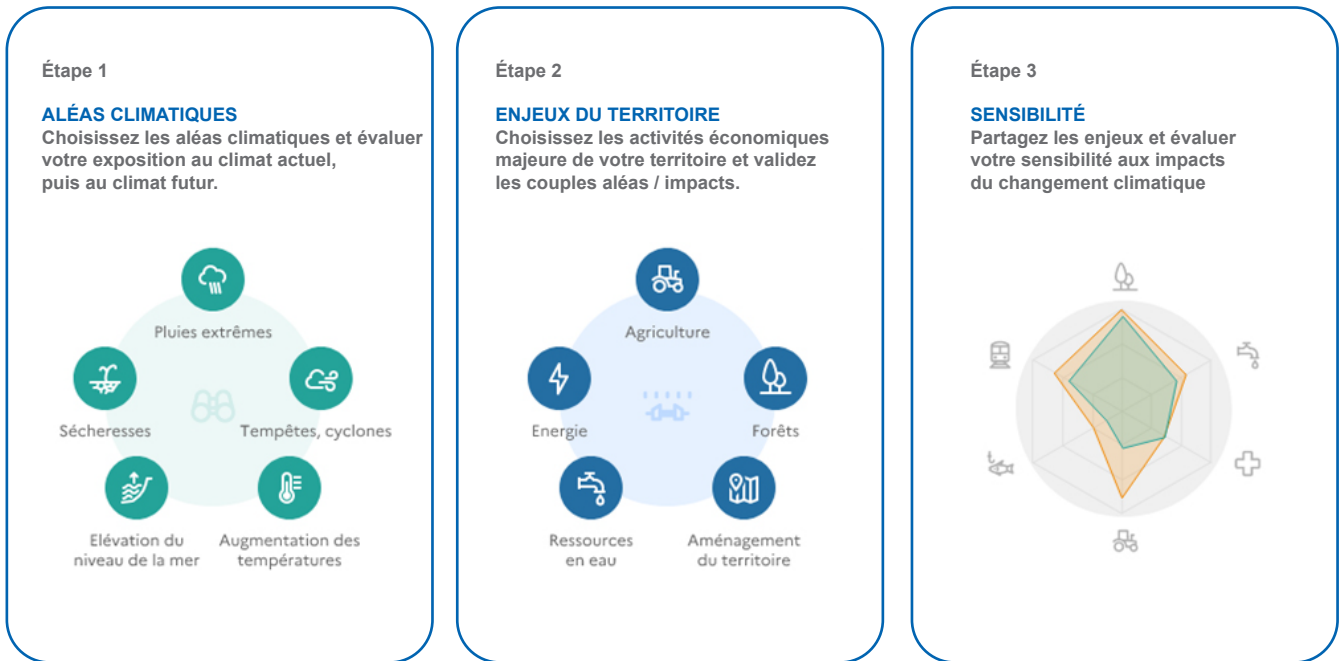 Étape 1
ALÉAS CLIMATIQUES
Choisissez les aléas climatiques et évaluer
votre exposition au climat actuel,
puis au climat futur.
Pluies extrêmes
Sécheresses
Tempêtes, cyclones
Elévation du
niveau de la mer
Augmentation des
températures
Étape 2
ENJEUX DU TERRITOIRE
Choisissez les activités économiques
majeure de votre territoire et validez
les couples aléas / impacts.
Agriculture
Energie
Forêts
Ressources
en eau
Aménagement
du territoire
Étape 3
SENSIBILITÉ
Partagez les enjeux et évaluer
votre sensibilité aux impacts
du changement climatique